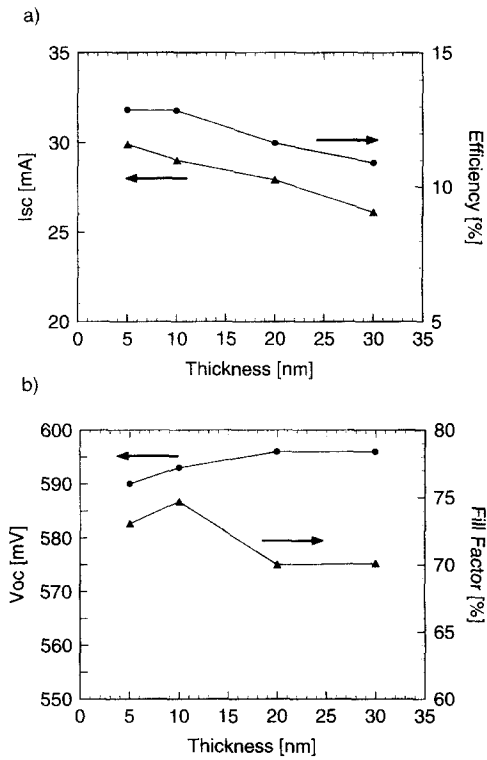 a)
35
30
25
20
Isc [mA]
15
10
5
Efficiency [%]
0 5 10 15 20 25 30 35
Thickness [nm]
b)
600
590
580
570
560
550
Voc [mV]
80
75
70
65
60
Fill Factor [%]
0 5 10 15 20 25 30 35
Thickness [nm]